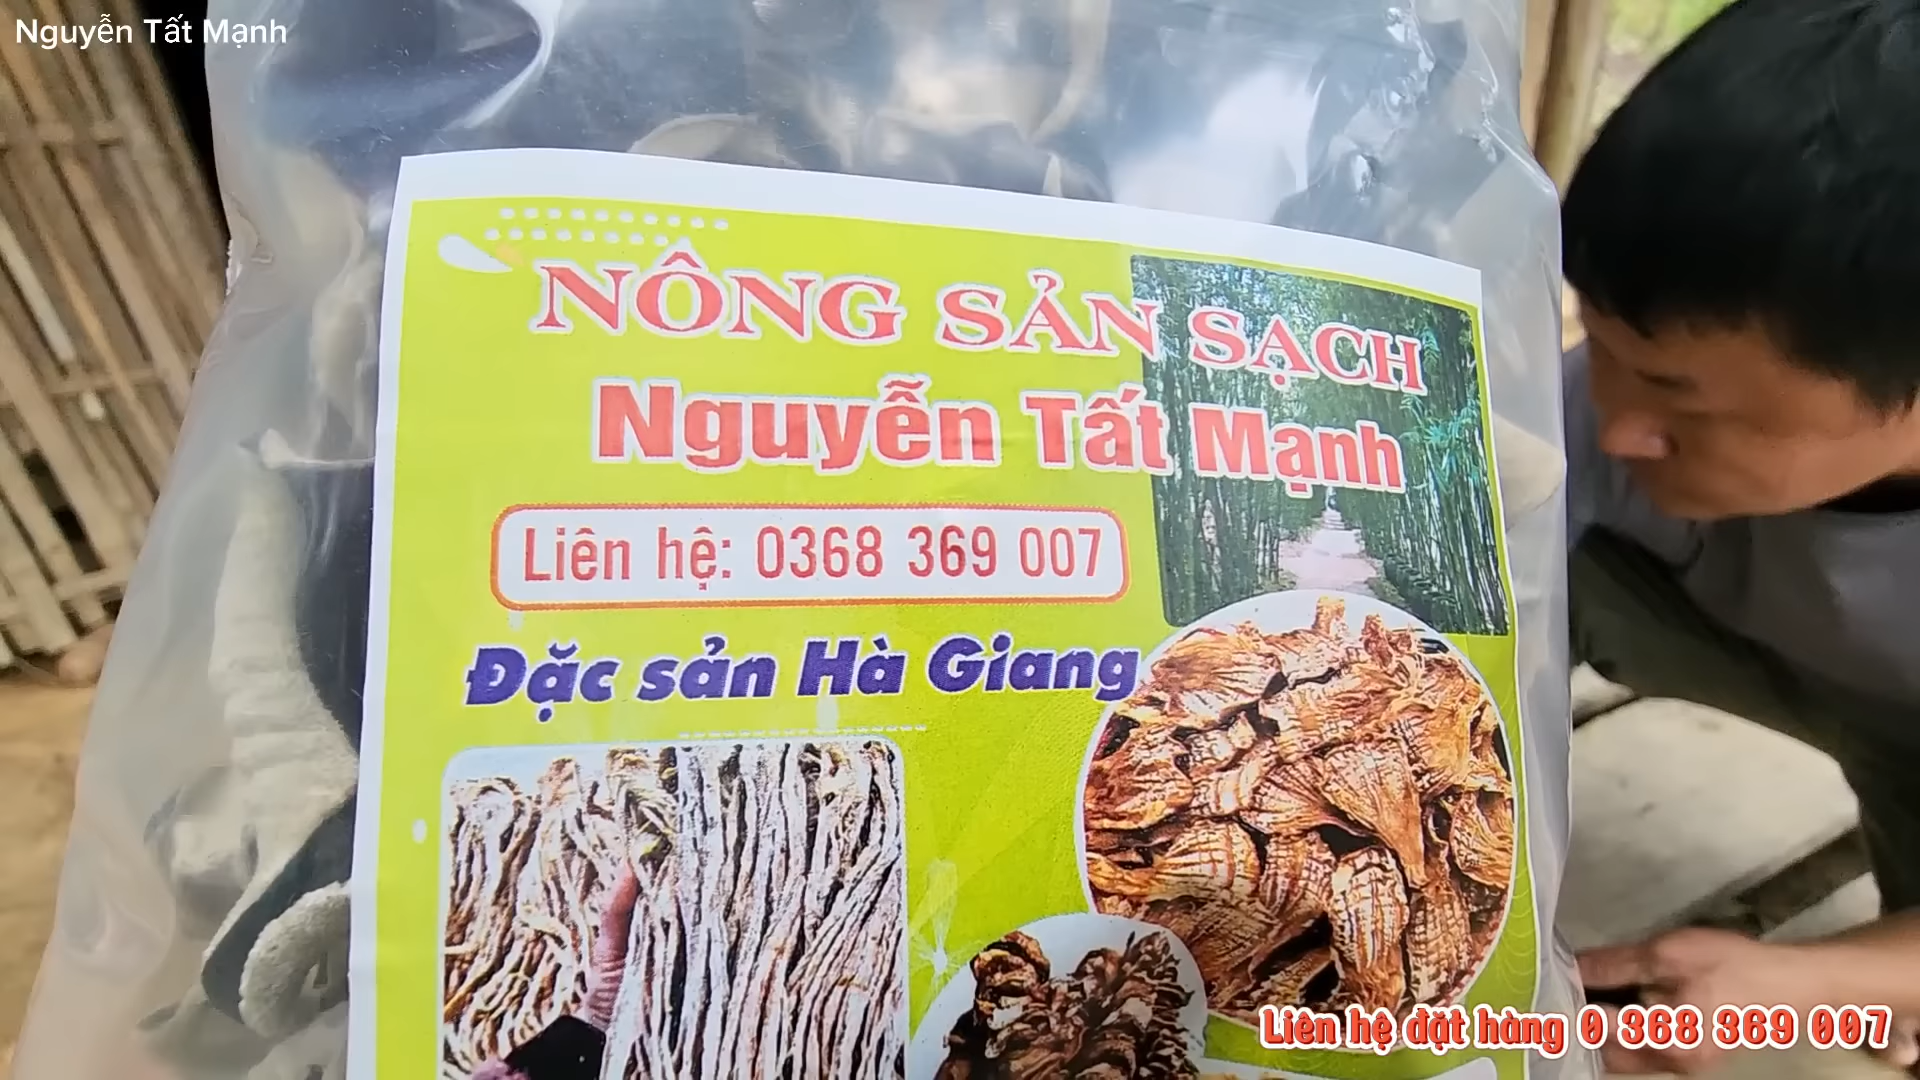 Nguyễn Tất Mạnh
NÔNG SẢN SẠCH
Nguyễn Tất Mạnh
Liên hệ: 0368 369 007
Đặc sản Hà Giang
Liên hệ đặt hàng 0 368 369 007